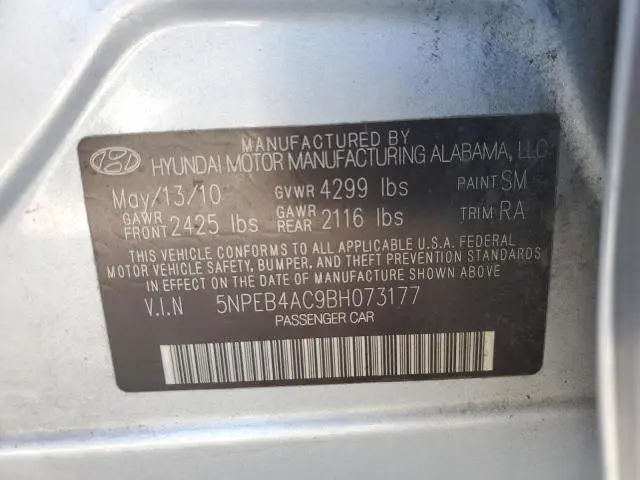 MANUFACTURED BY
HYUNDAI MOTOR MANUFACTURING ALABAMA, LLC
May/13/10 GVWR 4299 lbs PAINT SM
GAWR FRONT 2425 lbs GAWR REAR 2116 lbs TRIM RA
THIS VEHICLE CONFORMS TO ALL APPLICABLE U.S.A. FEDERAL
MOTOR VEHICLE SAFETY, BUMPER, AND THEFT PREVENTION STANDARDS
IN EFFECT ON THE DATE OF MANUFACTURE SHOWN ABOVE
V.I.N 5NPEB4AC9BH073177
PASSENGER CAR